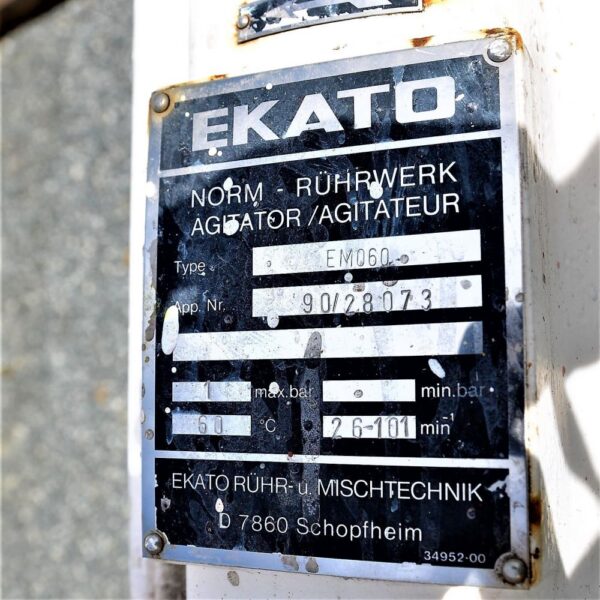 EKATO
NORM - RÜHRWERK
AGITATOR / AGITATEUR
Type EM060
App. Nr. 90/28073
1 max.bar min.bar
60 °C 26-101 min⁻¹
EKATO RÜHR- u. MISCHTECHNIK
D 7860 Schopfheim
34952-00